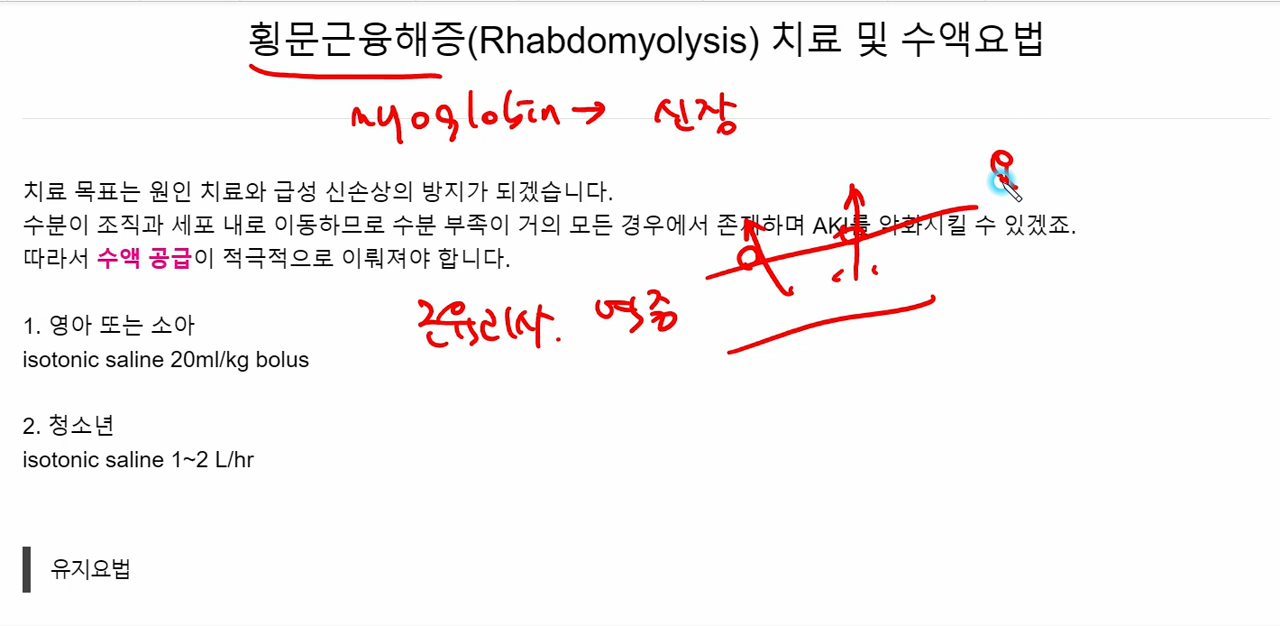 횡문근융해증(Rhabdomyolysis) 치료 및 수액요법
myoglobin → 신장
치료 목표는 원인 치료와 급성 신손상의 방지가 되겠습니다.
수분이 조직과 세포 내로 이동하므로 수분 부족이 거의 모든 경우에서 존재하며 AKI를 악화시킬 수 있겠죠.
따라서 수액 공급이 적극적으로 이뤄져야 합니다.
1. 영아 또는 소아
isotonic saline 20ml/kg bolus
2. 청소년
isotonic saline 1~2 L/hr
유지요법